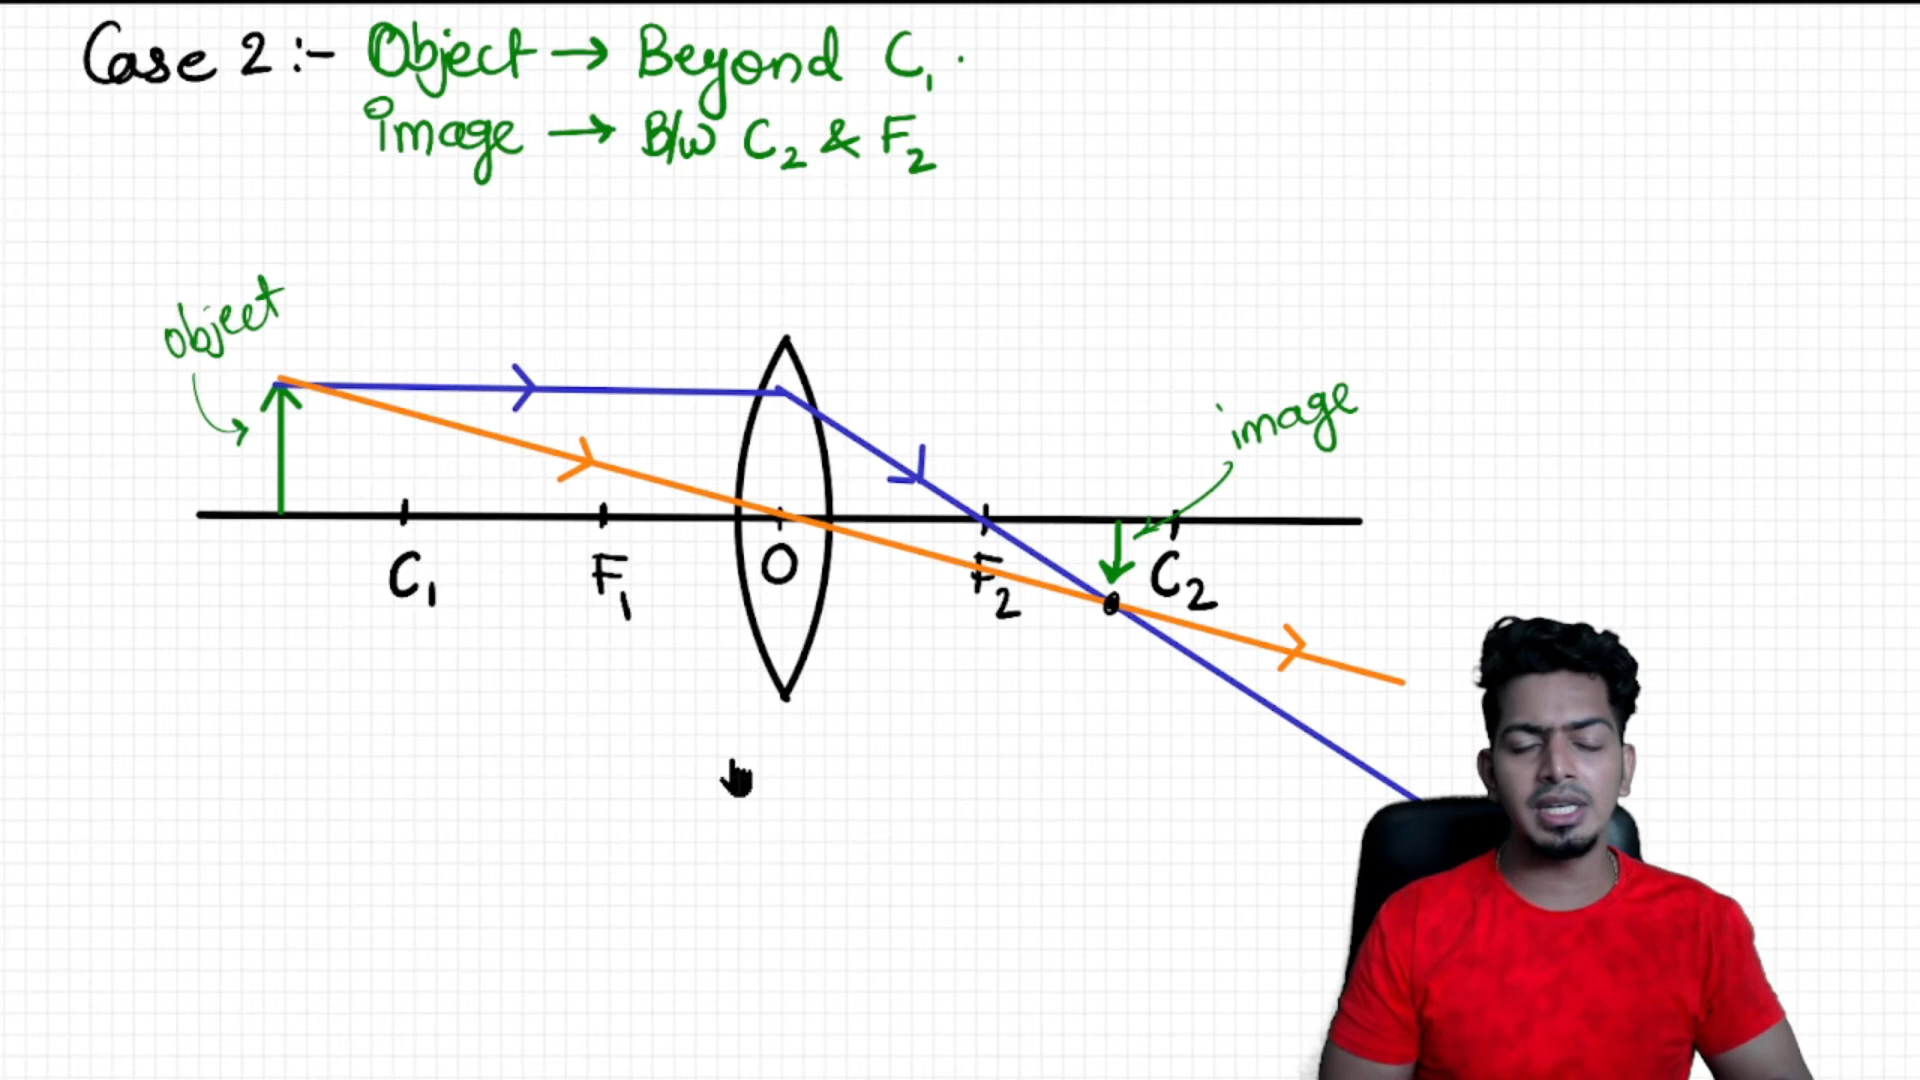 Case 2 :- Object → Beyond C₁.
image → B/w C₂ & F₂
object
image
C₁ F₁ O F₂ C₂